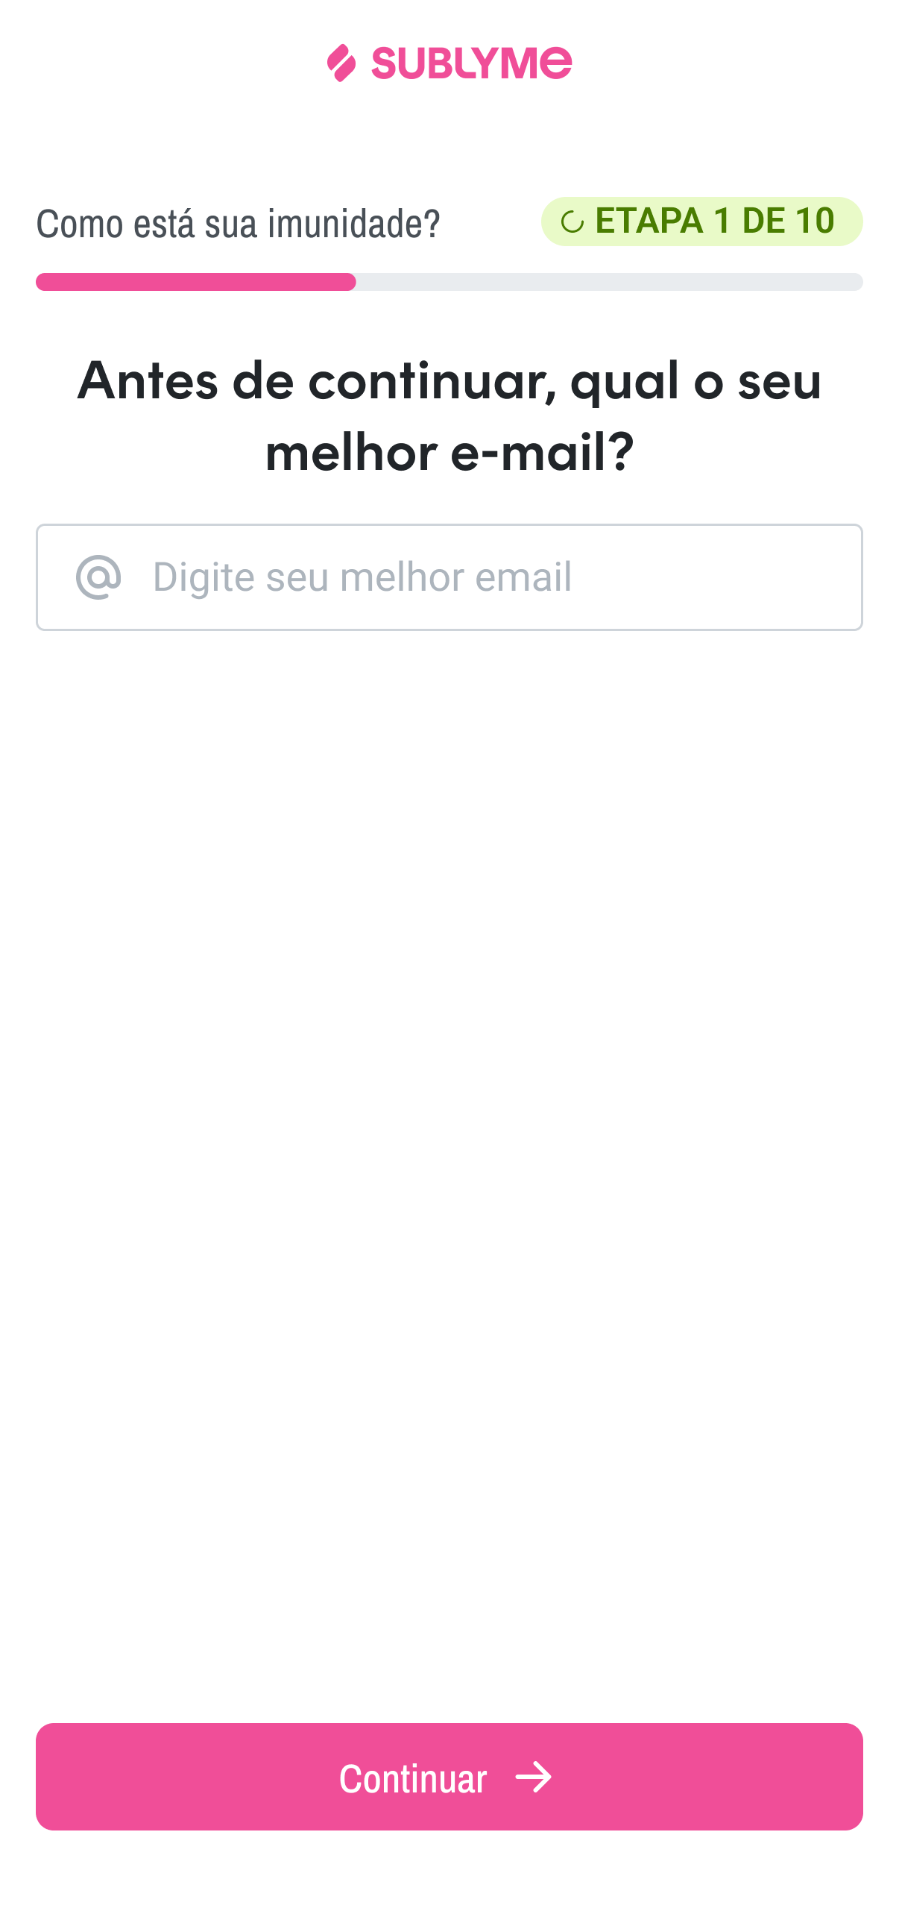 SUBLYMe
Como está sua imunidade?
ETAPA 1 DE 10
Antes de continuar, qual o seu
melhor e-mail?
Digite seu melhor email
Continuar